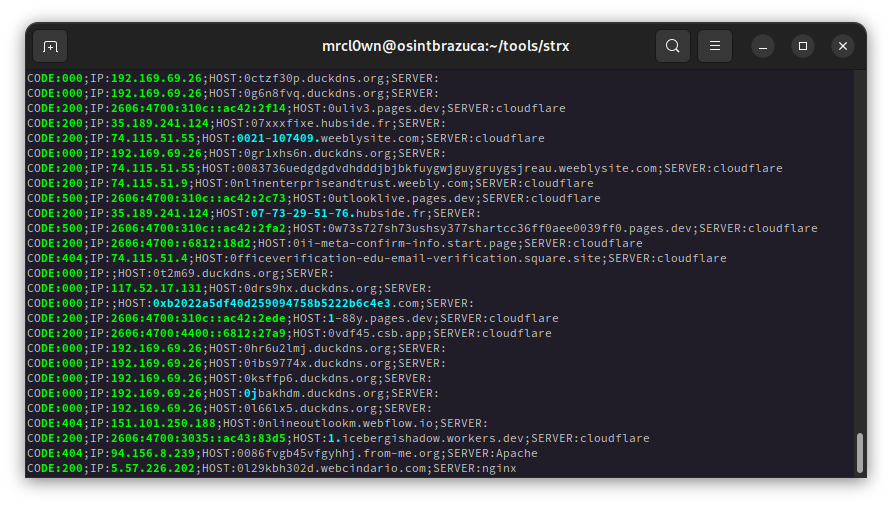 mrcl0wn@osintbrazuca:~/tools/strx
CODE:000;IP:192.169.69.26;HOST:0ctzf30p.duckdns.org;SERVER:
CODE:000;IP:192.169.69.26;HOST:0g6n8fvq.duckdns.org;SERVER:
CODE:200;IP:2606:4700:310c::ac42:2f14;HOST:0uliv3.pages.dev;SERVER:cloudflare
CODE:200;IP:35.189.241.124;HOST:07xxxfixe.hubside.fr;SERVER:
CODE:200;IP:74.115.51.55;HOST:0021-107409.weeblysite.com;SERVER:cloudflare
CODE:000;IP:192.169.69.26;HOST:0grlxhs6n.duckdns.org;SERVER:
CODE:200;IP:74.115.51.55;HOST:0083736uedgdgdvdhdddjbjbkfuygwjguygruygsjreau.weeblysite.com;SERVER:cloudflare
CODE:200;IP:74.115.51.9;HOST:0nlinenterpriseandtrust.weebly.com;SERVER:cloudflare
CODE:500;IP:2606:4700:310c::ac42:2c73;HOST:0utlooklive.pages.dev;SERVER:cloudflare
CODE:200;IP:35.189.241.124;HOST:07-73-29-51-76.hubside.fr;SERVER:
CODE:500;IP:2606:4700:310c::ac42:2fa2;HOST:0w73s727sh73ushsy377shartcc36ff0aee0039ff0.pages.dev;SERVER:cloudflare
CODE:200;IP:2606:4700::6812:18d2;HOST:0ii-meta-confirm-info.start.page;SERVER:cloudflare
CODE:404;IP:74.115.51.4;HOST:0fficeverification-edu-email-verification.square.site;SERVER:cloudflare
CODE:000;IP:;HOST:0t2m69.duckdns.org;SERVER:
CODE:000;IP:117.52.17.131;HOST:0drs9hx.duckdns.org;SERVER:
CODE:000;IP:;HOST:0xb2022a5df40d259094758b5222b6c4e3.com;SERVER:
CODE:200;IP:2606:4700:310c::ac42:2ede;HOST:1-88y.pages.dev;SERVER:cloudflare
CODE:200;IP:2606:4700:4400::6812:27a9;HOST:0vdf45.csb.app;SERVER:cloudflare
CODE:000;IP:192.169.69.26;HOST:0hr6u2lmj.duckdns.org;SERVER:
CODE:000;IP:192.169.69.26;HOST:0ibs9774x.duckdns.org;SERVER:
CODE:000;IP:192.169.69.26;HOST:0ksffp6.duckdns.org;SERVER:
CODE:000;IP:192.169.69.26;HOST:0jbakhdm.duckdns.org;SERVER:
CODE:000;IP:192.169.69.26;HOST:0l66lx5.duckdns.org;SERVER:
CODE:404;IP:151.101.250.188;HOST:0nlineoutlookm.webflow.io;SERVER:
CODE:200;IP:2606:4700:3035::ac43:83d5;HOST:1.icebergishadow.workers.dev;SERVER:cloudflare
CODE:404;IP:94.156.8.239;HOST:0086fvgb45vfgyhhj.from-me.org;SERVER:Apache
CODE:200;IP:5.57.226.202;HOST:0l29kbh302d.webcindario.com;SERVER:nginx